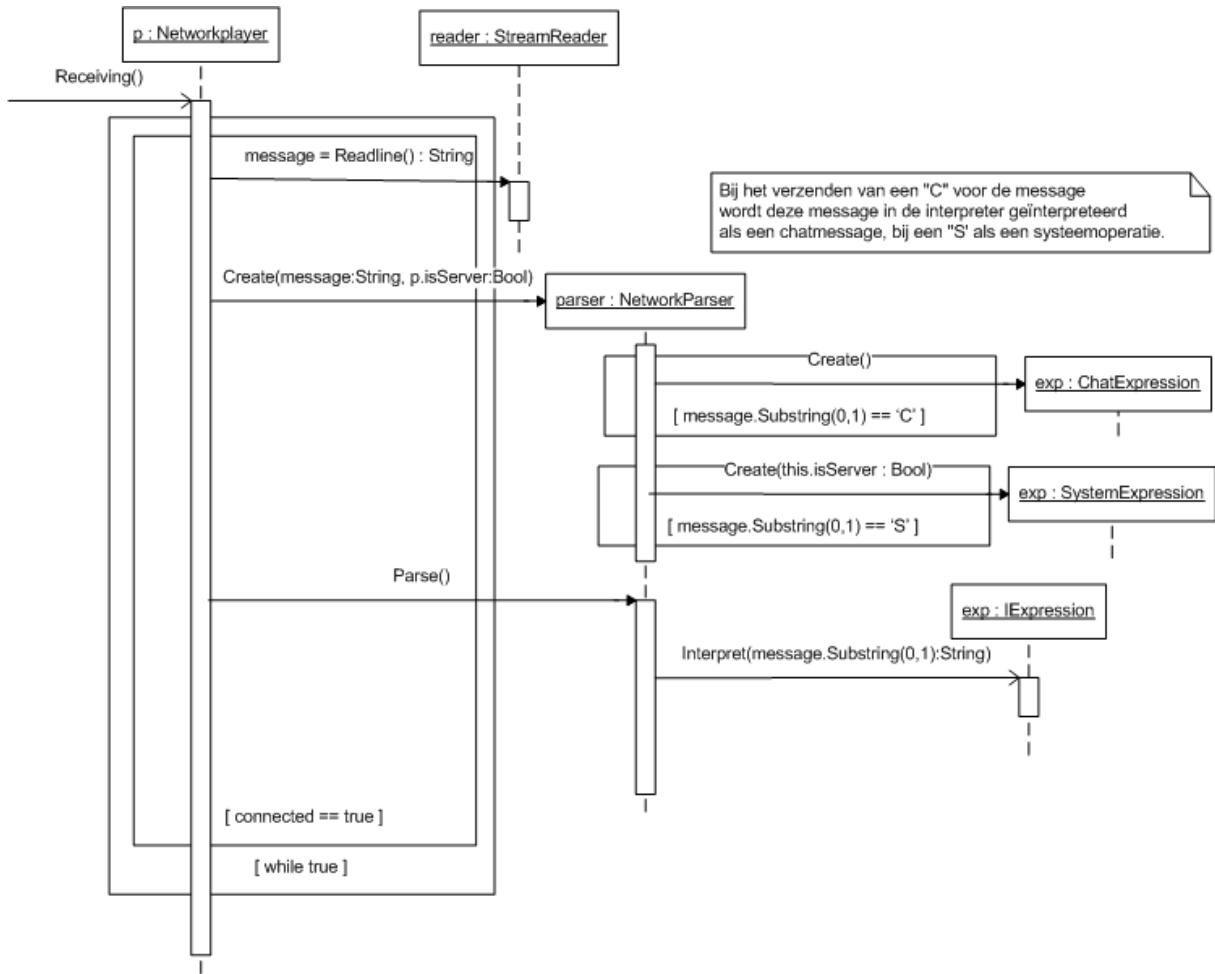 p : Networkplayer
reader : StreamReader
Receiving()
message = Readline() : String
Bij het verzenden van een "C" voor de message
wordt deze message in de interpreter geïnterpreteerd
als een chatmessage, bij een "S' als een systeemoperatie.
Create(message:String, p.isServer:Bool)
parser : NetworkParser
Create()
exp : ChatExpression
[ message.Substring(0,1) == ‘C’ ]
Create(this.isServer : Bool)
exp : SystemExpression
[ message.Substring(0,1) == ‘S’ ]
Parse()
exp : IExpression
Interpret(message.Substring(0,1):String)
[ connected == true ]
[ while true ]